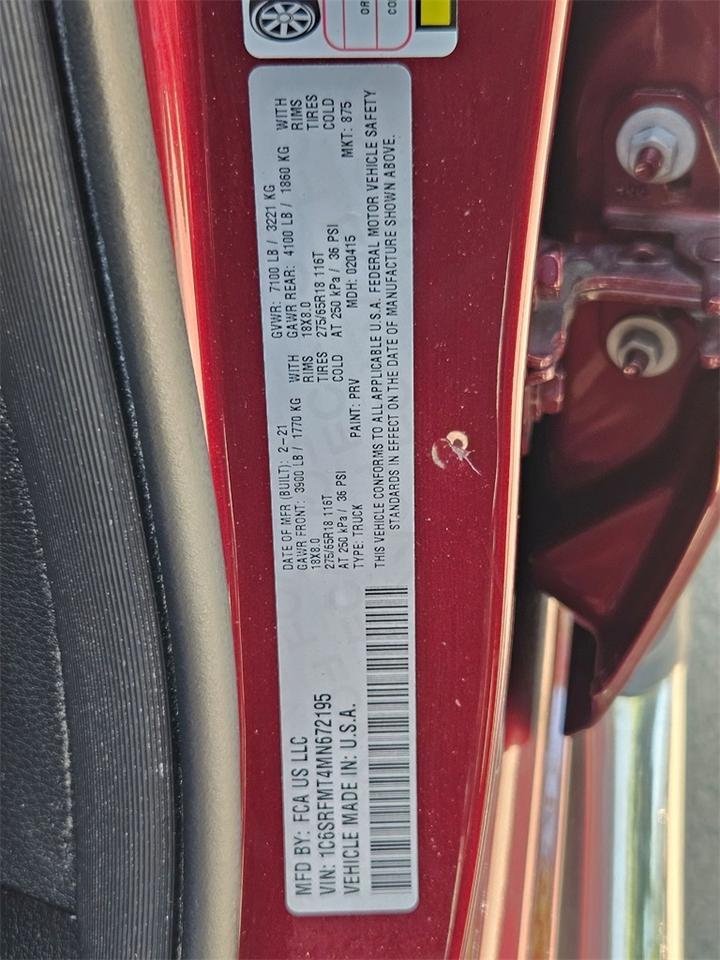 OR
CO
MFD BY: FCA US LLC
VIN: 1C6SRFMT4MN672195
VEHICLE MADE IN: U.S.A.
DATE OF MFR (BUILT): 2-21 GVWR: 7100 LB / 3221 KG
GAWR FRONT: 3900 LB / 1770 KG WITH GAWR REAR: 4100 LB / 1860 KG WITH
18X8.0 RIMS 18X8.0 RIMS
275/65R18 116T TIRES 275/65R18 116T TIRES
AT 250 kPa / 36 PSI COLD AT 250 kPa / 36 PSI COLD
TYPE: TRUCK PAINT: PRV MDH: 020415 MKT: 875
THIS VEHICLE CONFORMS TO ALL APPLICABLE U.S.A. FEDERAL MOTOR VEHICLE SAFETY
STANDARDS IN EFFECT ON THE DATE OF MANUFACTURE SHOWN ABOVE.